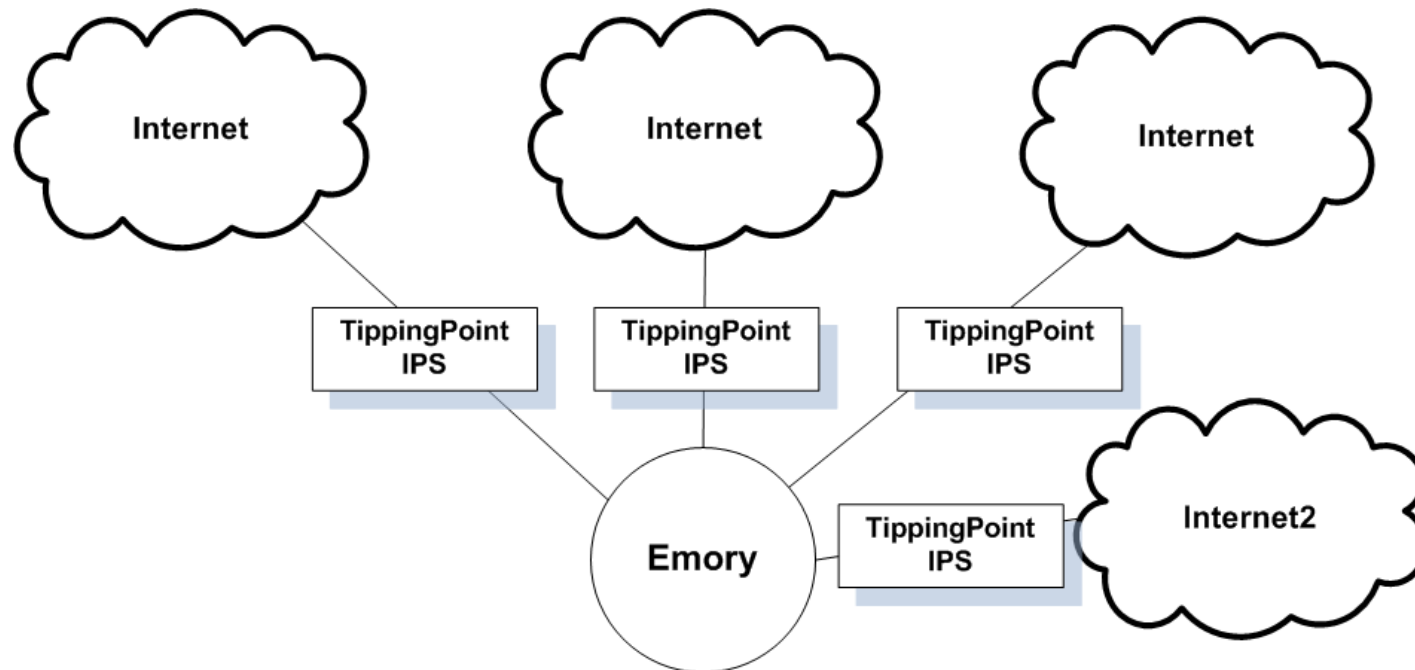 Internet
Internet
Internet
TippingPoint
IPS
TippingPoint
IPS
TippingPoint
IPS
Emory
TippingPoint
IPS
Internet2